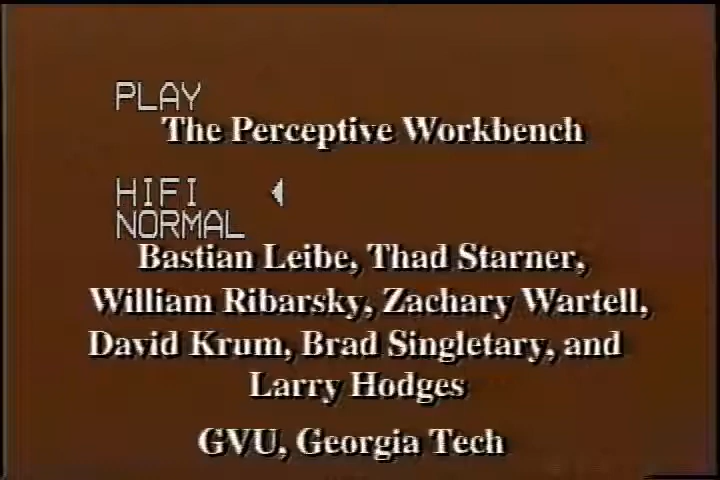 PLAY
The Perceptive Workbench
HIFI
NORMAL
Bastian Leibe, Thad Starner,
William Ribarsky, Zachary Wartell,
David Krum, Brad Singletary, and
Larry Hodges
GVU, Georgia Tech